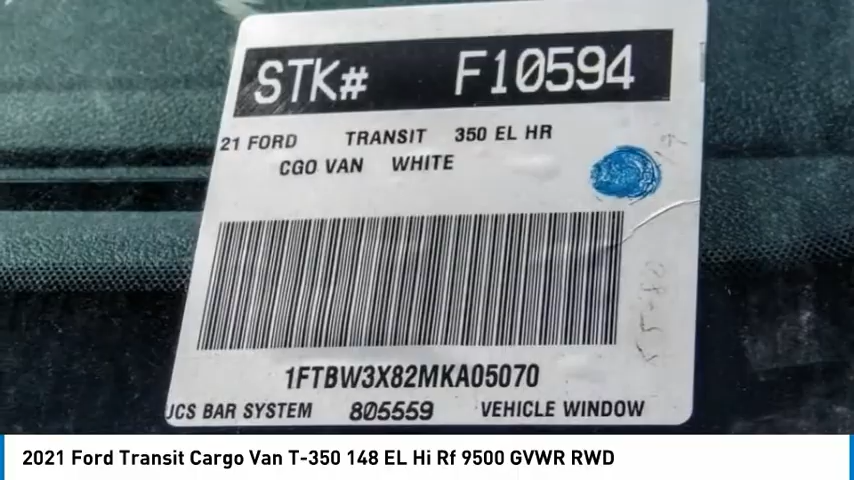 STK# F10594
21 FORD TRANSIT 350 EL HR
CGO VAN WHITE
1FTBW3X82MKA05070
UCS BAR SYSTEM 805559 VEHICLE WINDOW
2021 Ford Transit Cargo Van T-350 148 EL Hi Rf 9500 GVWR RWD